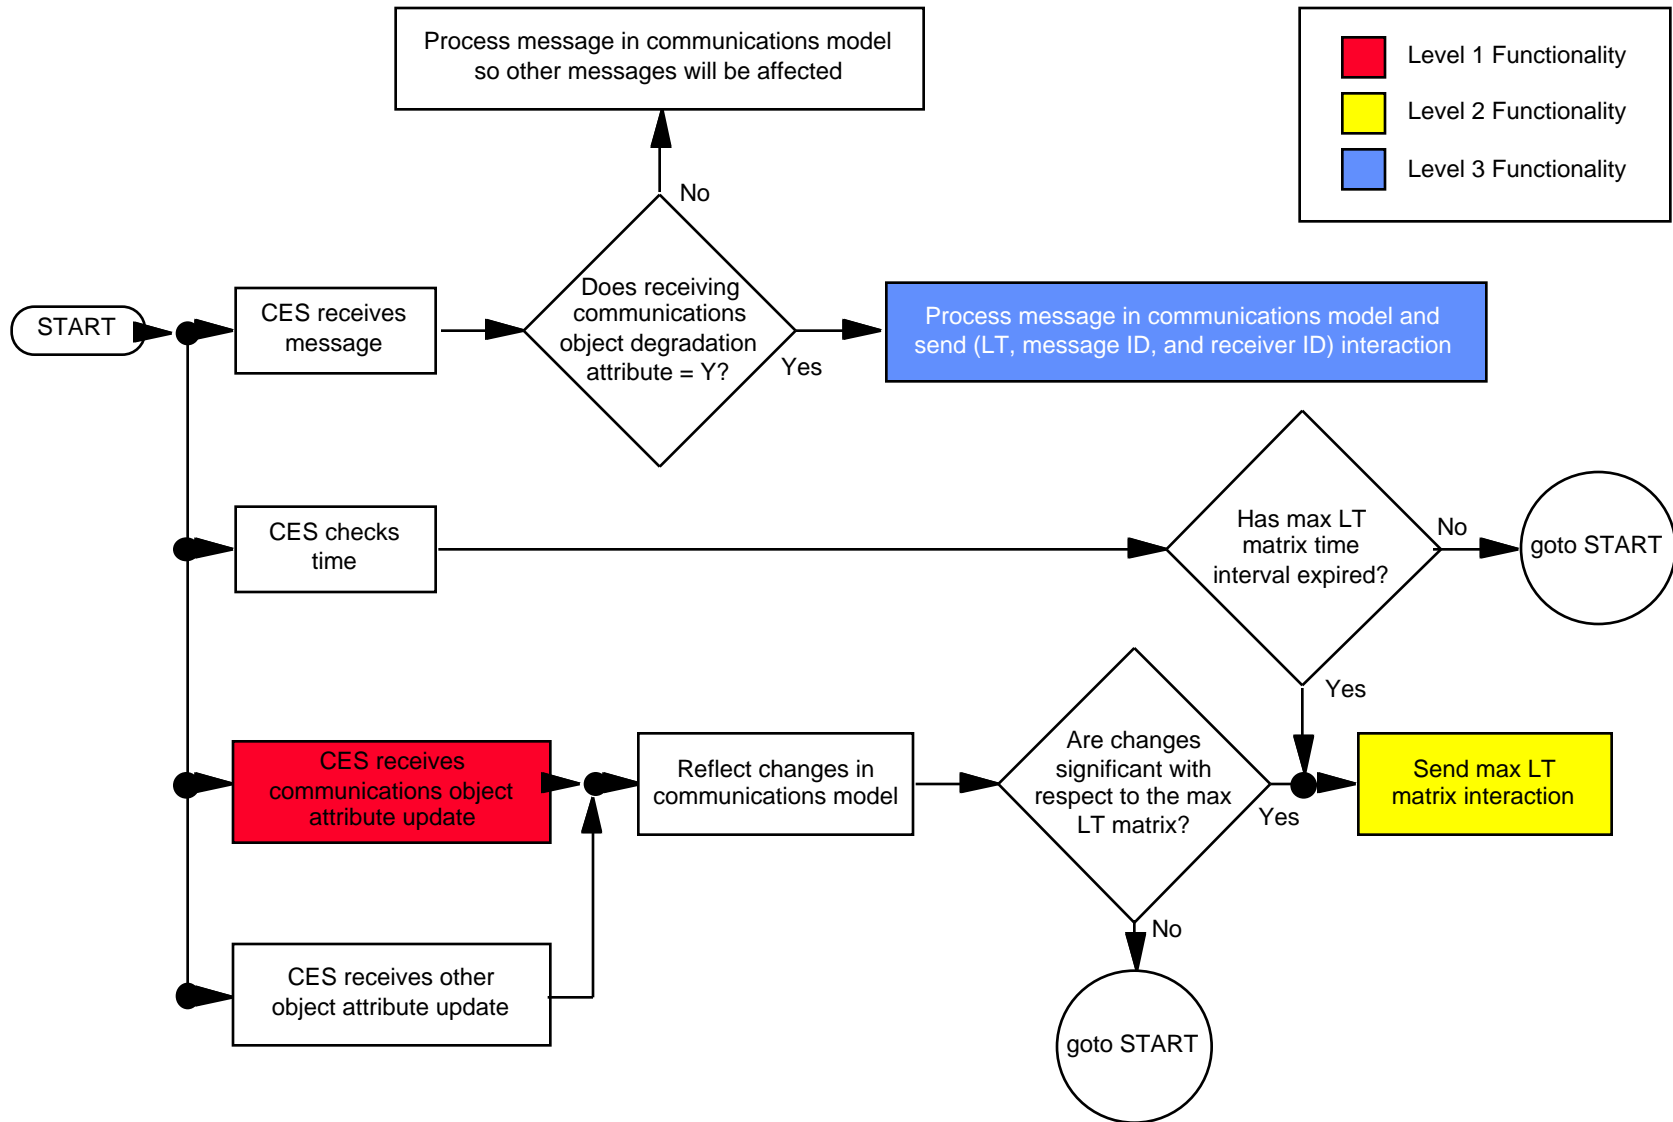 Process message in communications model
so other messages will be affected
Level 1 Functionality
Level 2 Functionality
Level 3 Functionality
No
START
CES receives
message
Does receiving
communications
object degradation
attribute = Y?
Yes
Process message in communications model and
send (LT, message ID, and receiver ID) interaction
CES checks
time
Has max LT
matrix time
interval expired?
No
goto START
Yes
CES receives
communications object
attribute update
Reflect changes in
communications model
Are changes
significant with
respect to the max
LT matrix?
Yes
Send max LT
matrix interaction
No
CES receives other
object attribute update
goto START